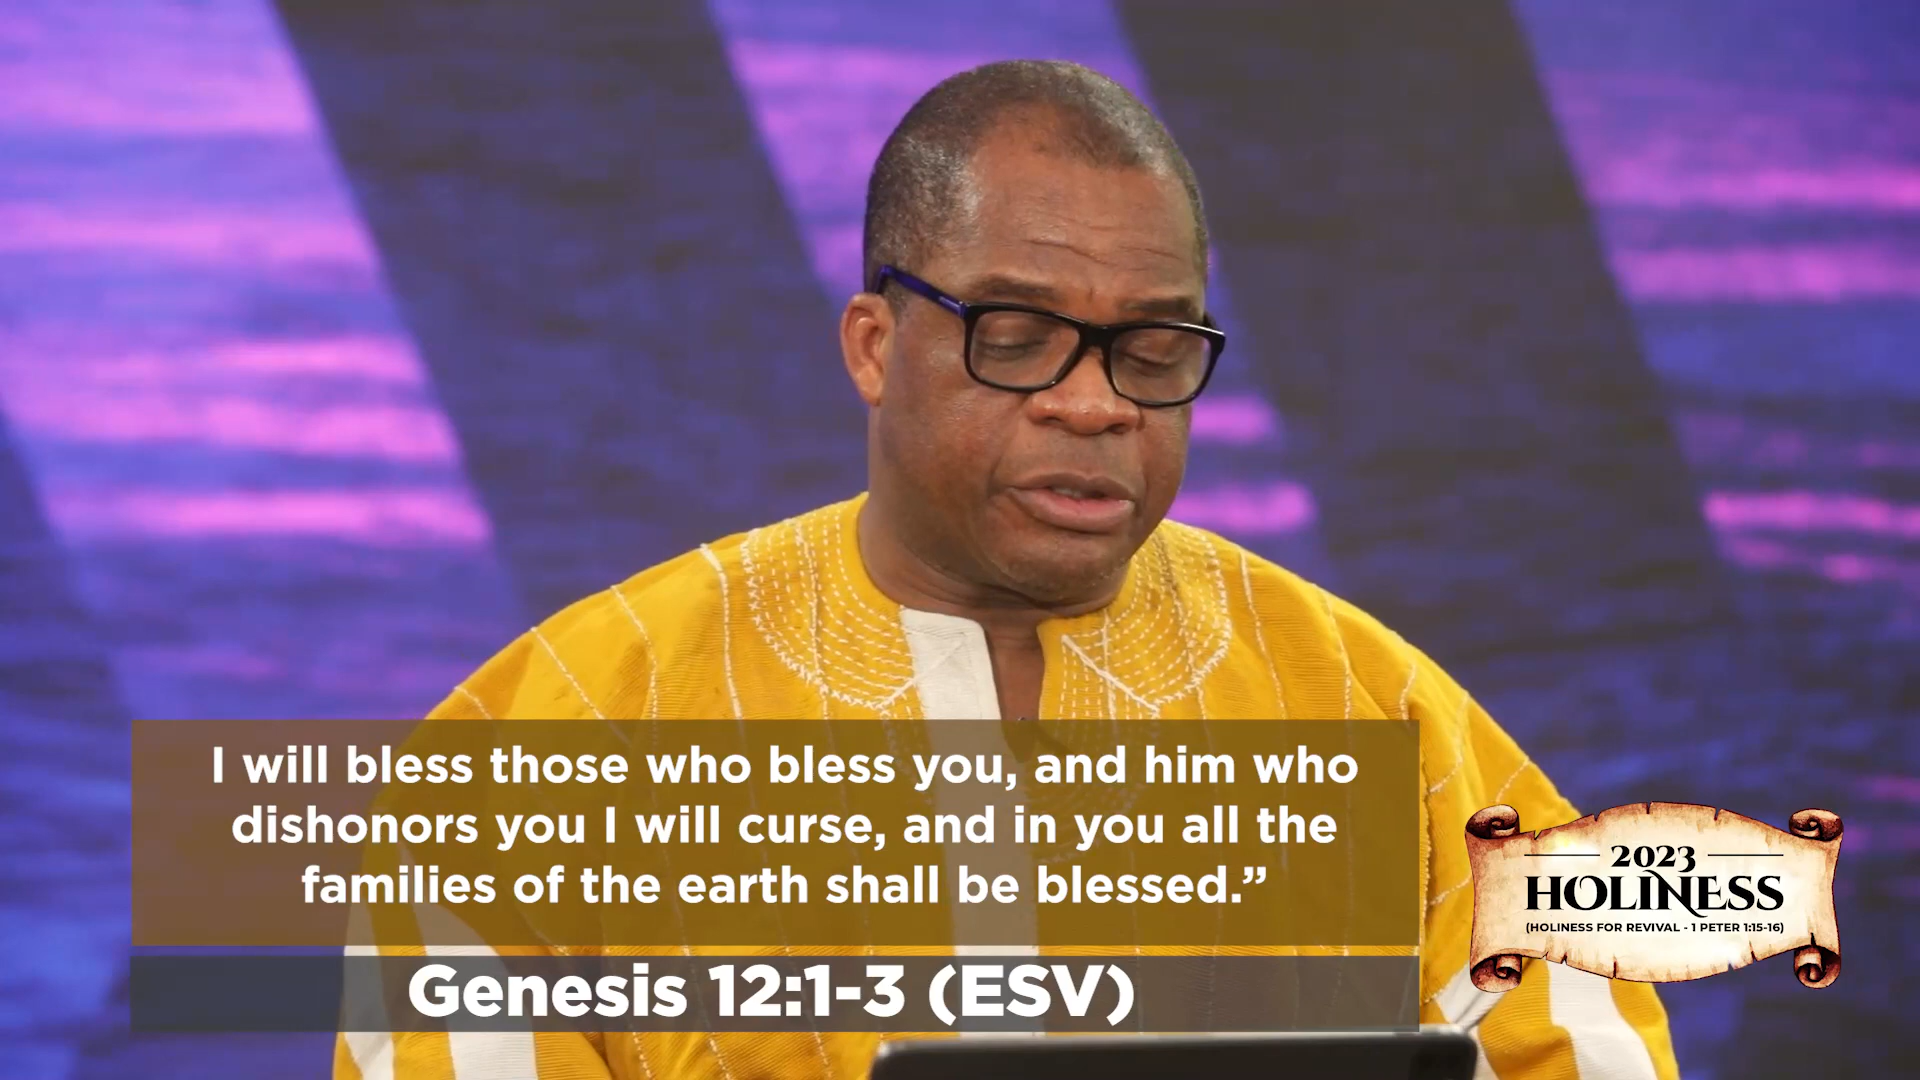 I will bless those who bless you, and him who
dishonors you I will curse, and in you all the
families of the earth shall be blessed.”
Genesis 12:1-3 (ESV)
2023
HOLINESS
(HOLINESS FOR REVIVAL - 1 PETER 1:15-16)